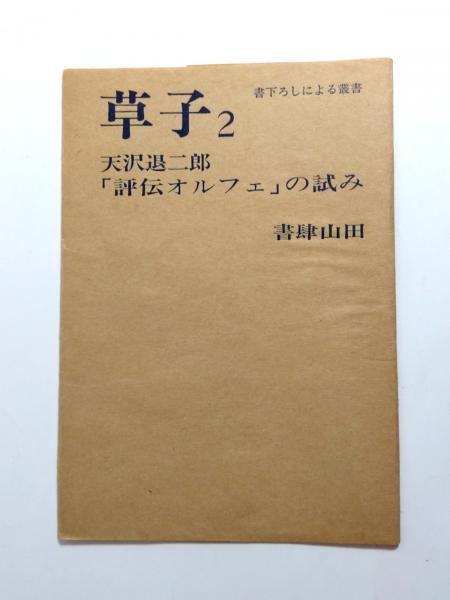 書下ろしによる叢書
草子2
天沢退二郎
「評伝オルフェ」の試み
書肆山田